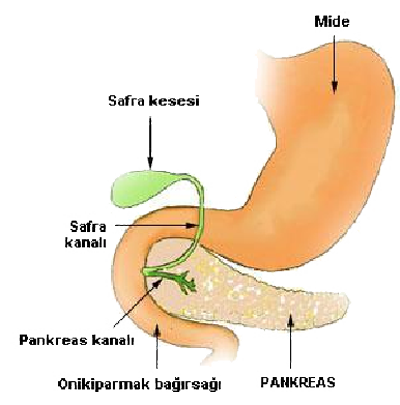 Mide
Safra kesesi
Safra
kanalı
Pankreas kanalı
Onikiparmak bağırsağı
PANKREAS